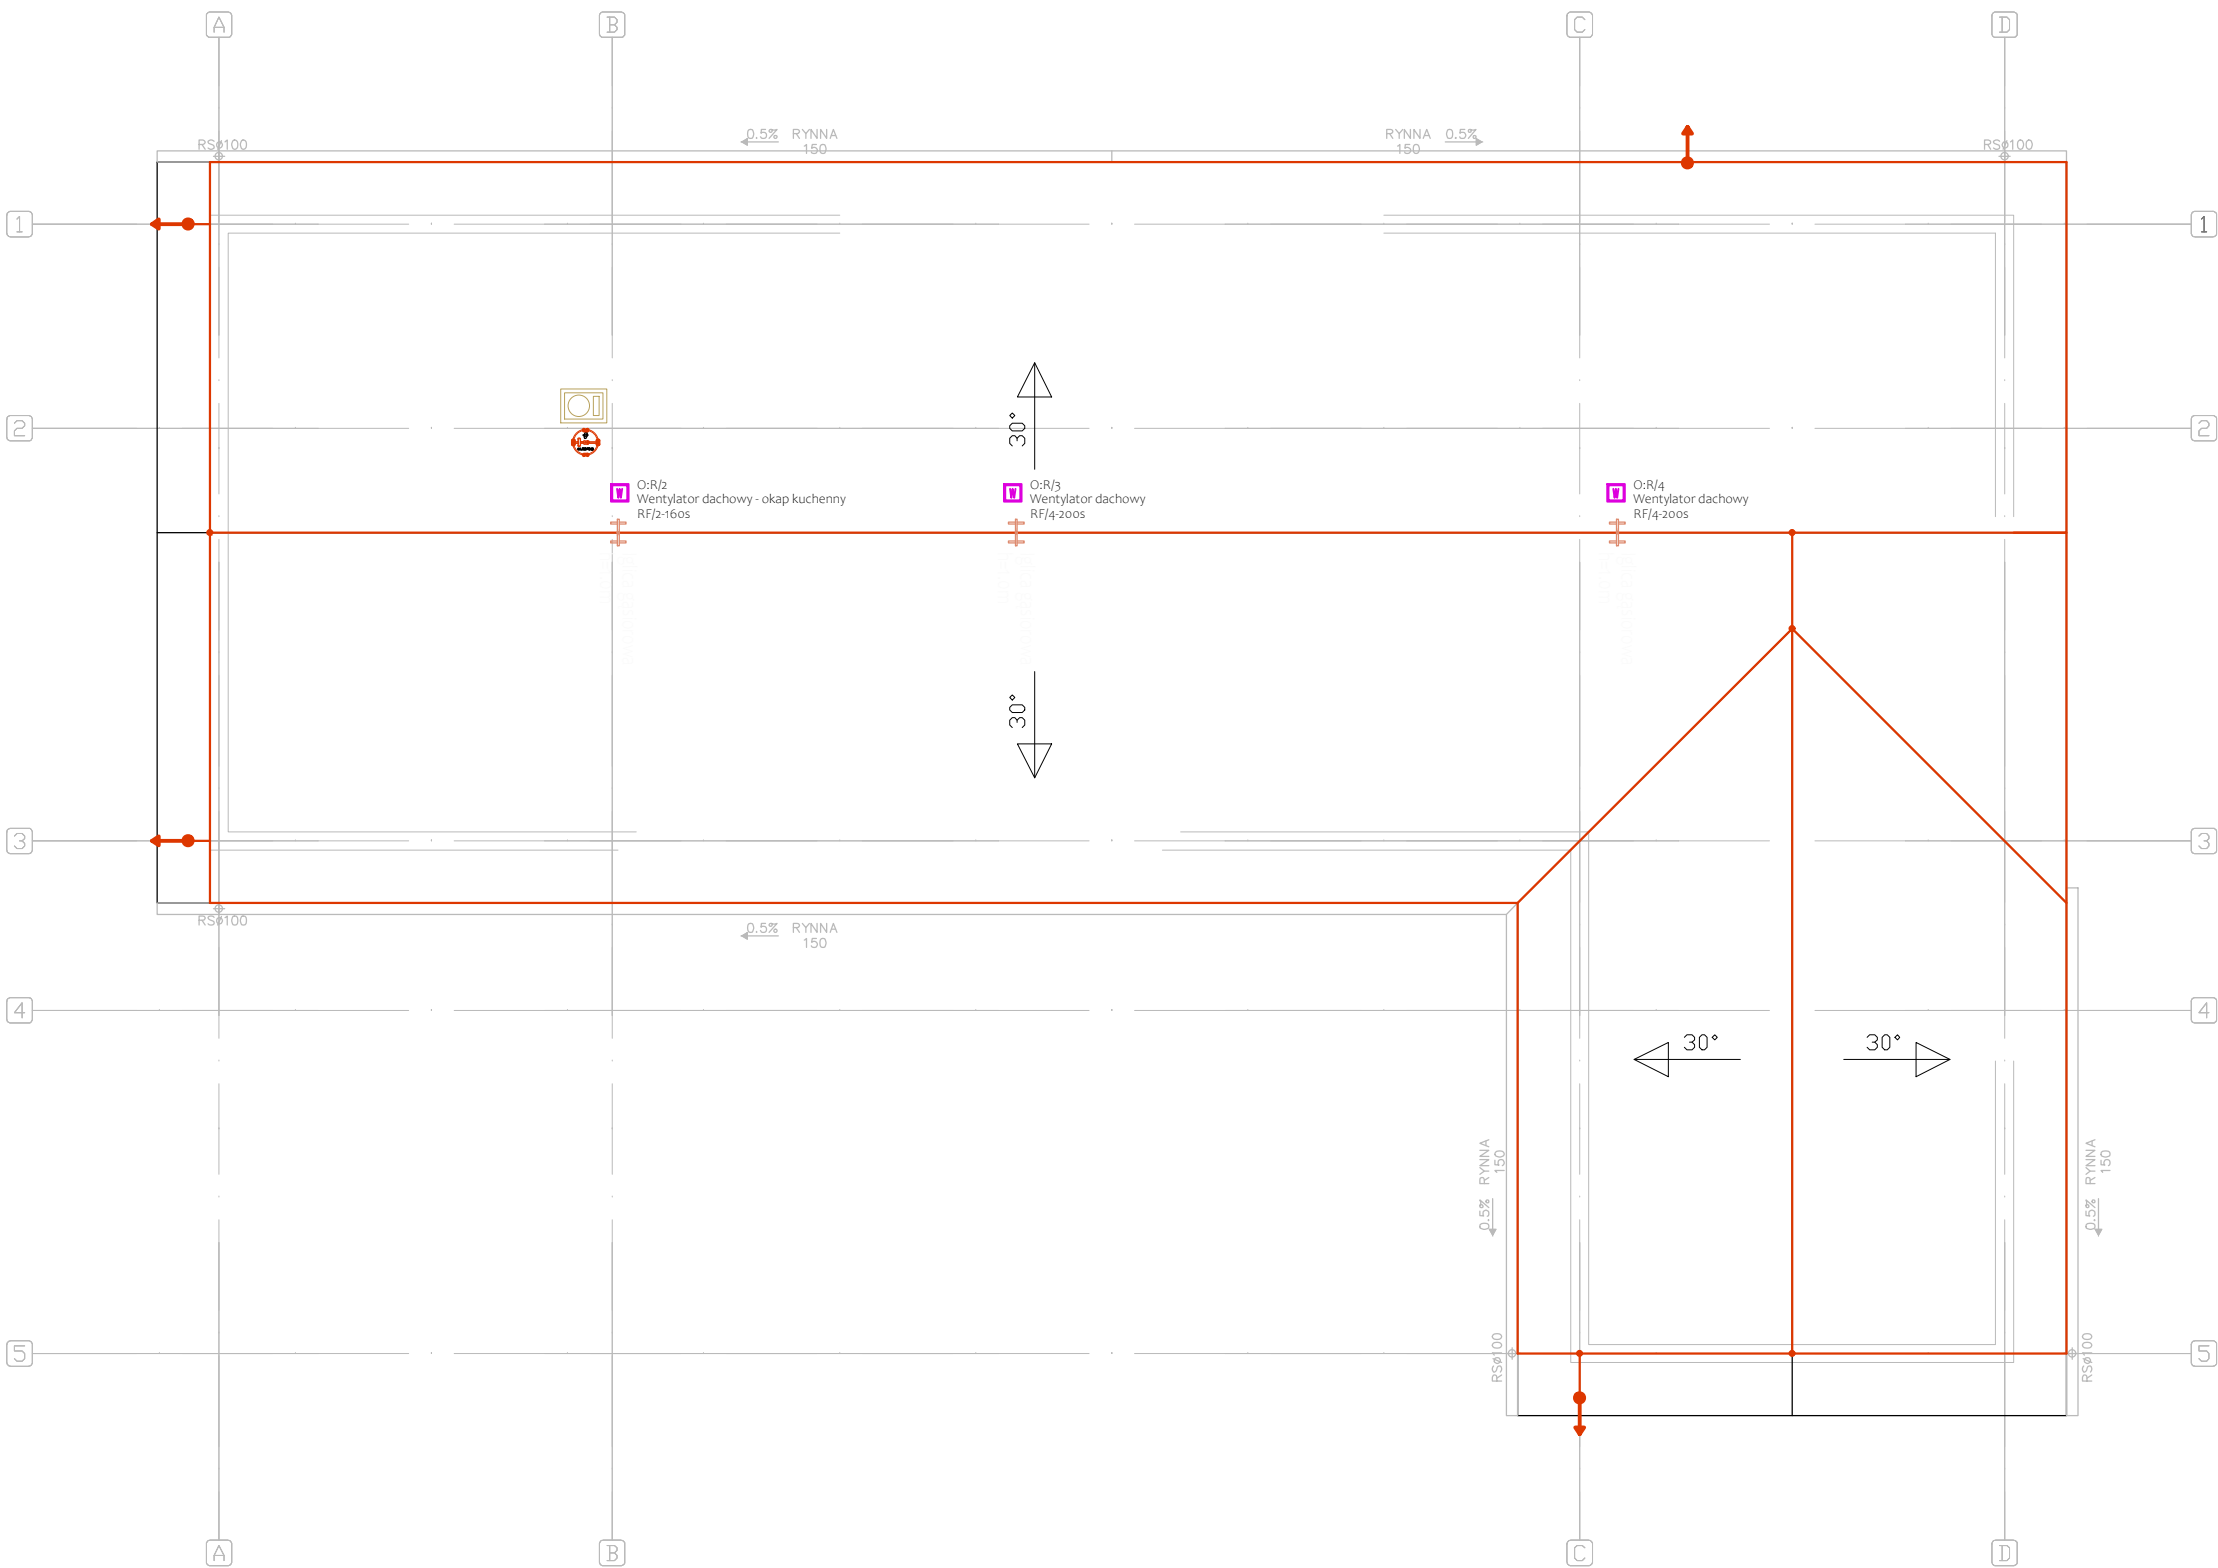 A
B
C
D
0.5% RYNNA
150
RYNNA 0.5%
150
RSø100
RSø100
1
1
30°
2
2
O:R/2
Wentylator dachowy - okap kuchenny
RF/2-160s
O:R/3
Wentylator dachowy
RF/4-200s
O:R/4
Wentylator dachowy
RF/4-200s
W
W
W
30°
3
3
RSø100
0.5% RYNNA
150
4
4
30°
30°
0.5% RYNNA
150
0.5% RYNNA
150
RSø100
RSø100
5
5
A
B
C
D